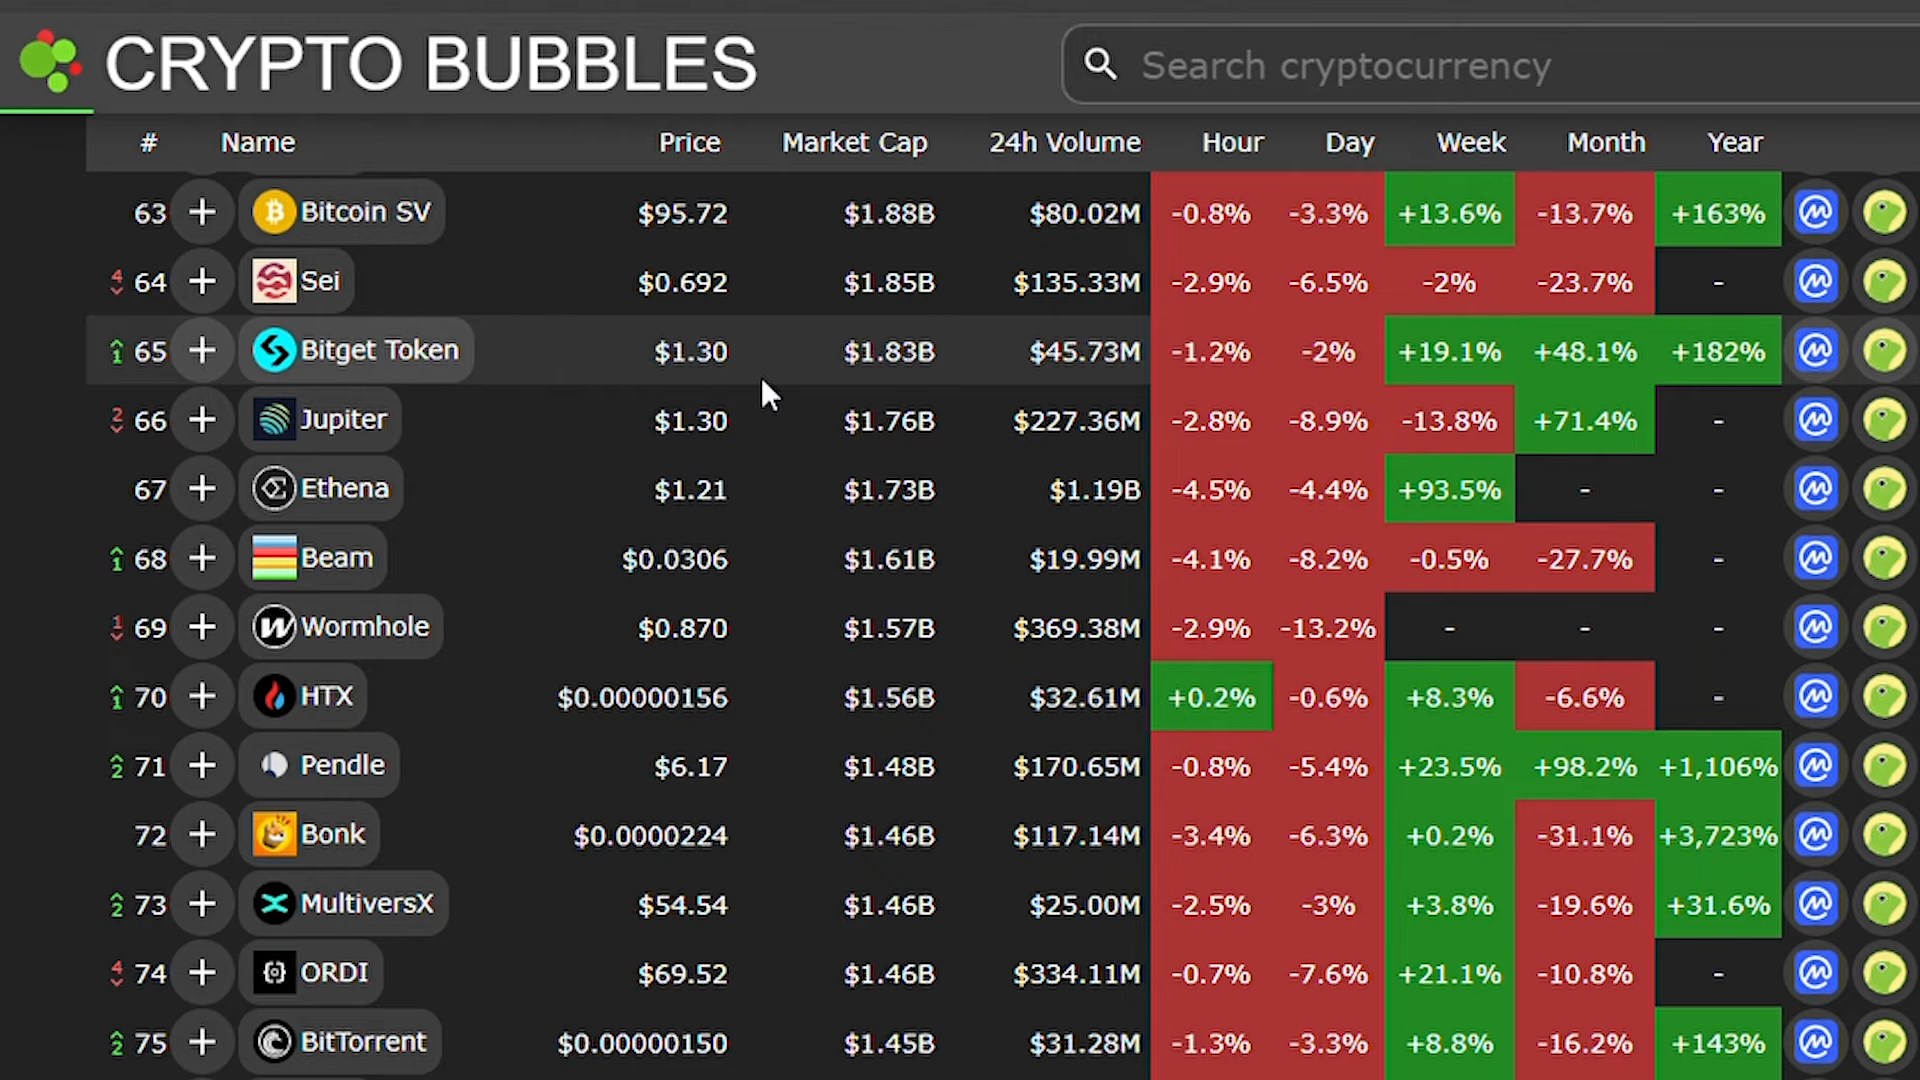 CRYPTO BUBBLES
Search cryptocurrency
# Name Price Market Cap 24h Volume Hour Day Week Month Year
63 + Bitcoin SV $95.72 $1.88B $80.02M -0.8% -3.3% +13.6% -13.7% +163%
4 64 + Sei $0.692 $1.85B $135.33M -2.9% -6.5% -2% -23.7% -
1 65 + Bitget Token $1.30 $1.83B $45.73M -1.2% -2% +19.1% +48.1% +182%
2 66 + Jupiter $1.30 $1.76B $227.36M -2.8% -8.9% -13.8% +71.4% -
67 + Ethena $1.21 $1.73B $1.19B -4.5% -4.4% +93.5% - -
1 68 + Beam $0.0306 $1.61B $19.99M -4.1% -8.2% -0.5% -27.7% -
1 69 + Wormhole $0.870 $1.57B $369.38M -2.9% -13.2% - - -
1 70 + HTX $0.00000156 $1.56B $32.61M +0.2% -0.6% +8.3% -6.6% -
2 71 + Pendle $6.17 $1.48B $170.65M -0.8% -5.4% +23.5% +98.2% +1,106%
72 + Bonk $0.0000224 $1.46B $117.14M -3.4% -6.3% +0.2% -31.1% +3,723%
2 73 + MultiversX $54.54 $1.46B $25.00M -2.5% -3% +3.8% -19.6% +31.6%
4 74 + ORDI $69.52 $1.46B $334.11M -0.7% -7.6% +21.1% -10.8% -
2 75 + BitTorrent $0.00000150 $1.45B $31.28M -1.3% -3.3% +8.8% -16.2% +143%